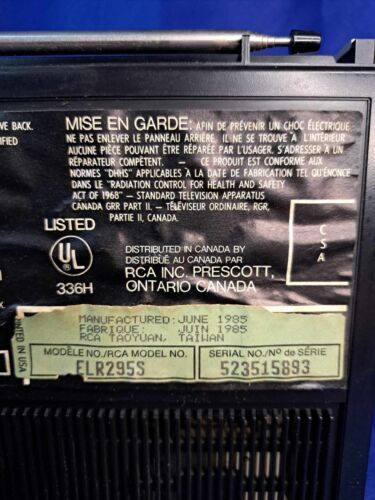 VE BACK.
IFIED
MISE EN GARDE: AFIN DE PRÉVENIR UN CHOC ÉLECTRIQUE
NE PAS ENLEVER LE PANNEAU ARRIÈRE. IL NE SE TROUVE A L'INTÉRIEUR
AUCUNE PIÈCE POUVANT ÊTRE RÉPARÉE PAR L'USAGER. S'ADRESSER A UN
RÉPARATEUR COMPÉTENT. – CE PRODUIT EST CONFORME AUX
NORMES "DHHS" APPLICABLES À LA DATE DE FABRICATION TEL QU'ÉNONCE
DANS LE "RADIATION CONTROL FOR HEALTH AND SAFETY
ACT OF 1968" – STANDARD TELEVISION APPARATUS
CANADA GRR PART II. – TÉLÉVISEUR ORDINAIRE, RGR,
PARTIE II, CANADA.
LISTED
UL
®
336H
DISTRIBUTED IN CANADA BY
DISTRIBUÉ AU CANADA PAR
RCA INC. PRESCOTT,
ONTARIO CANADA
CSA
MANUFACTURED: JUNE 1985
FABRIQUE: JUIN 1985
RCA TAOYUAN, TAIWAN
MODÈLE NO./RCA MODEL NO.
ELR295S
SERIAL NO./Nº de SÉRIE
523515893
PRINTED IN USA